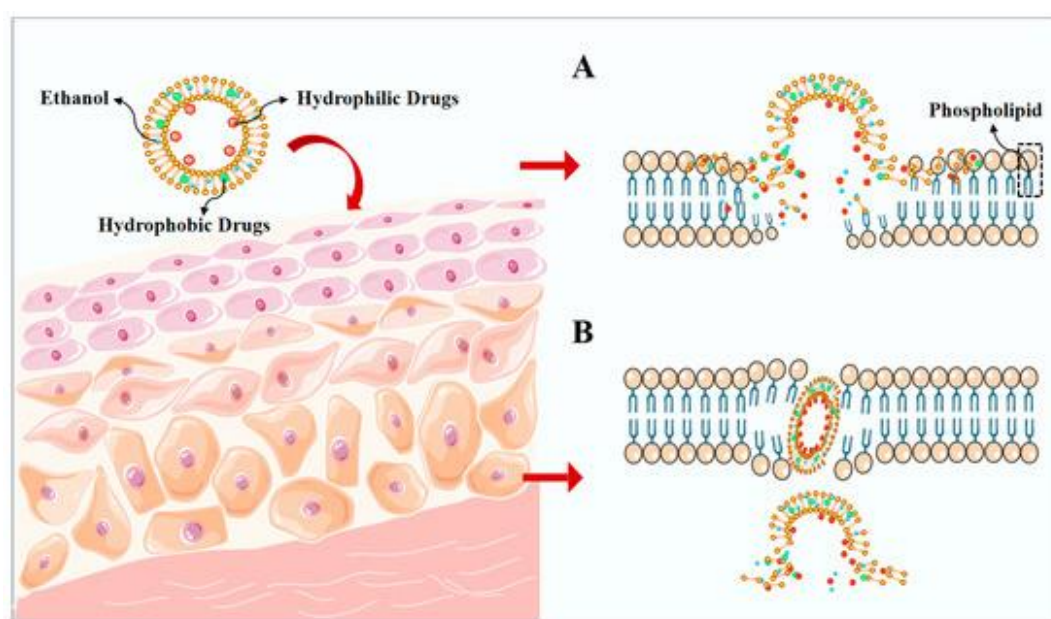 A
Ethanol
Hydrophilic Drugs
Phospholipid
Hydrophobic Drugs
B